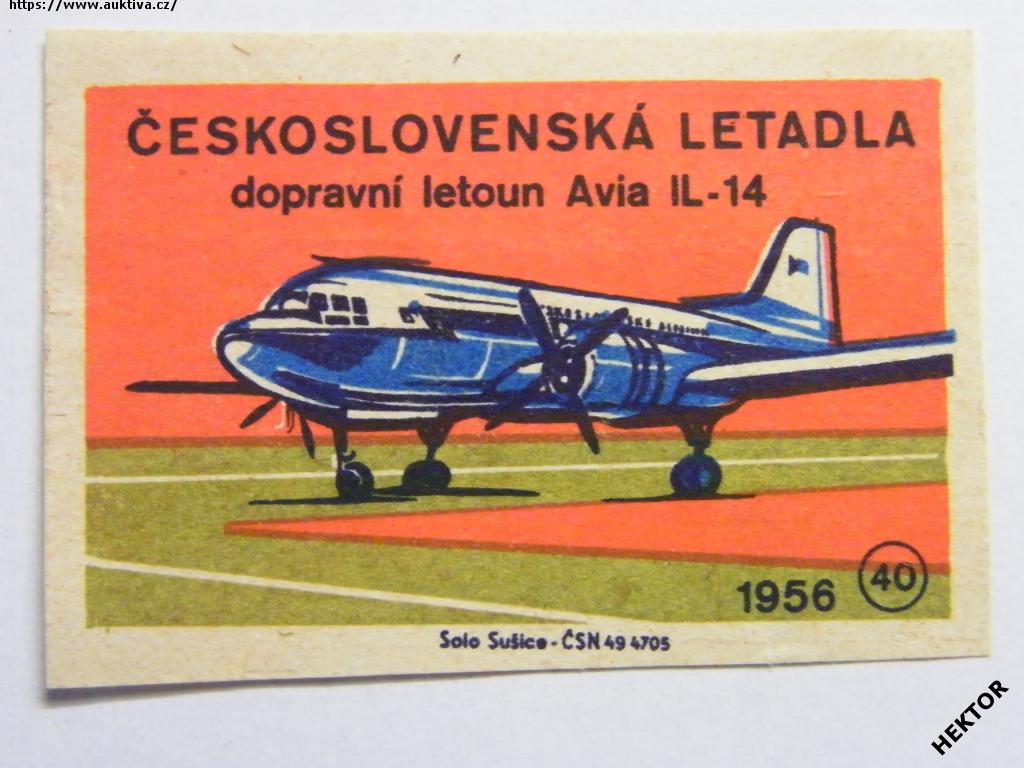 https://www.auktiva.cz/
ČESKOSLOVENSKÁ LETADLA
dopravní letoun Avia IL-14
1956
40
Solo Sušice - ČSN 49 4705
HEKTOR